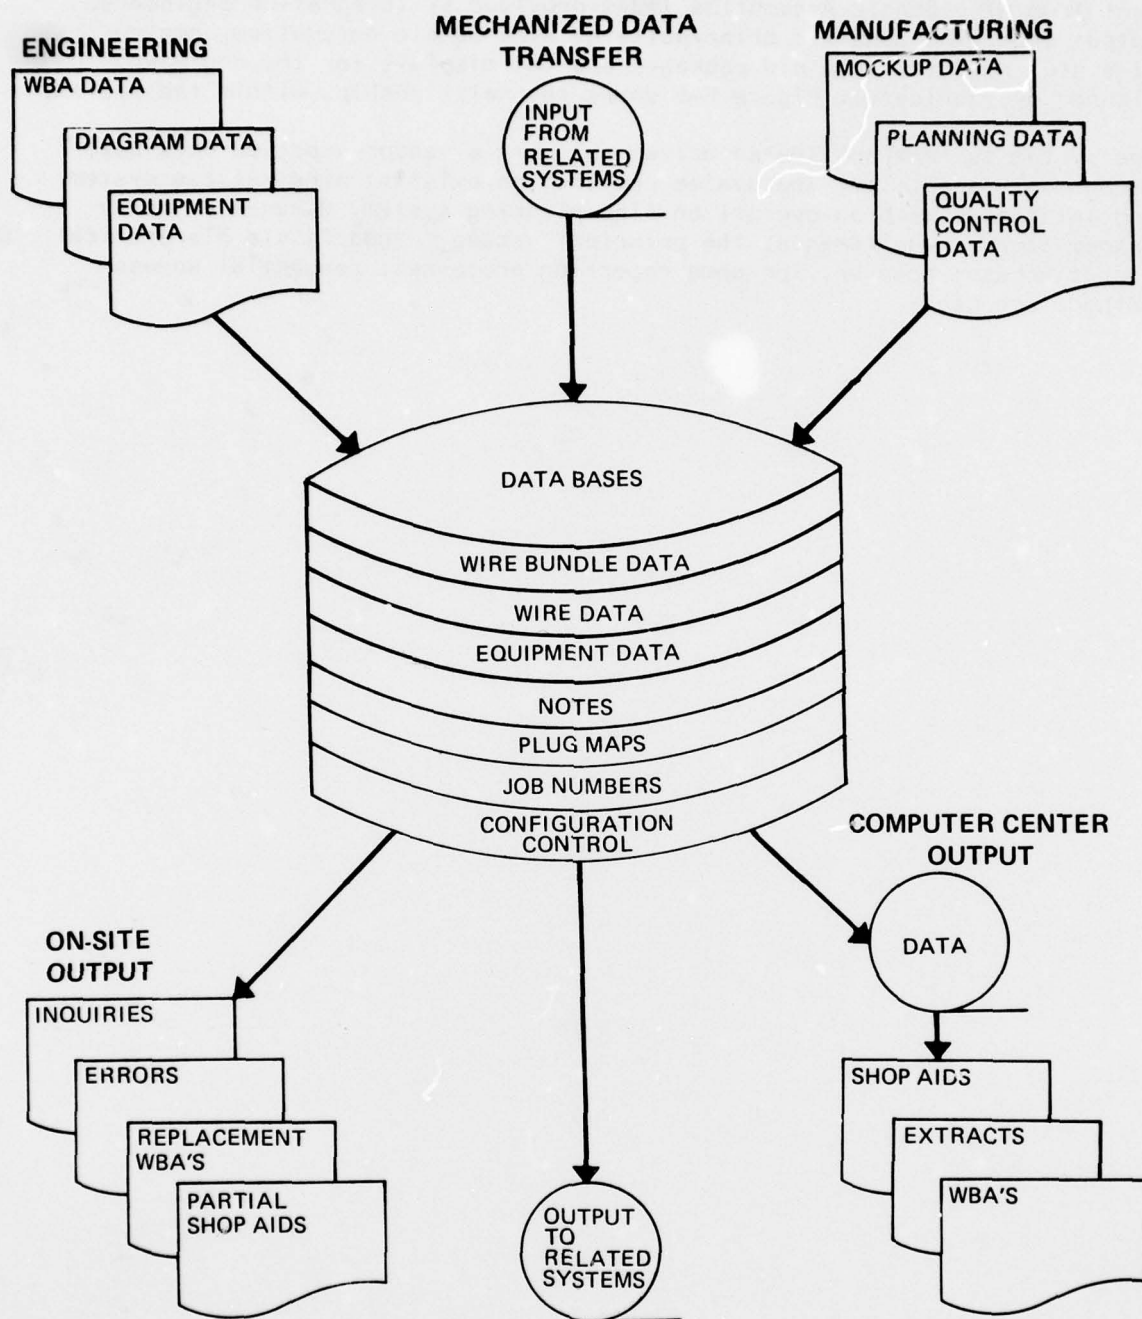 MECHANIZED DATA
TRANSFER
ENGINEERING
MANUFACTURING
WBA DATA
DIAGRAM DATA
EQUIPMENT
DATA
INPUT
FROM
RELATED
SYSTEMS
MOCKUP DATA
PLANNING DATA
QUALITY
CONTROL
DATA
DATA BASES
WIRE BUNDLE DATA
WIRE DATA
EQUIPMENT DATA
NOTES
PLUG MAPS
JOB NUMBERS
CONFIGURATION
CONTROL
ON-SITE
OUTPUT
INQUIRIES
ERRORS
REPLACEMENT
WBA'S
PARTIAL
SHOP AIDS
OUTPUT
TO
RELATED
SYSTEMS
COMPUTER CENTER
OUTPUT
DATA
SHOP AIDS
EXTRACTS
WBA'S